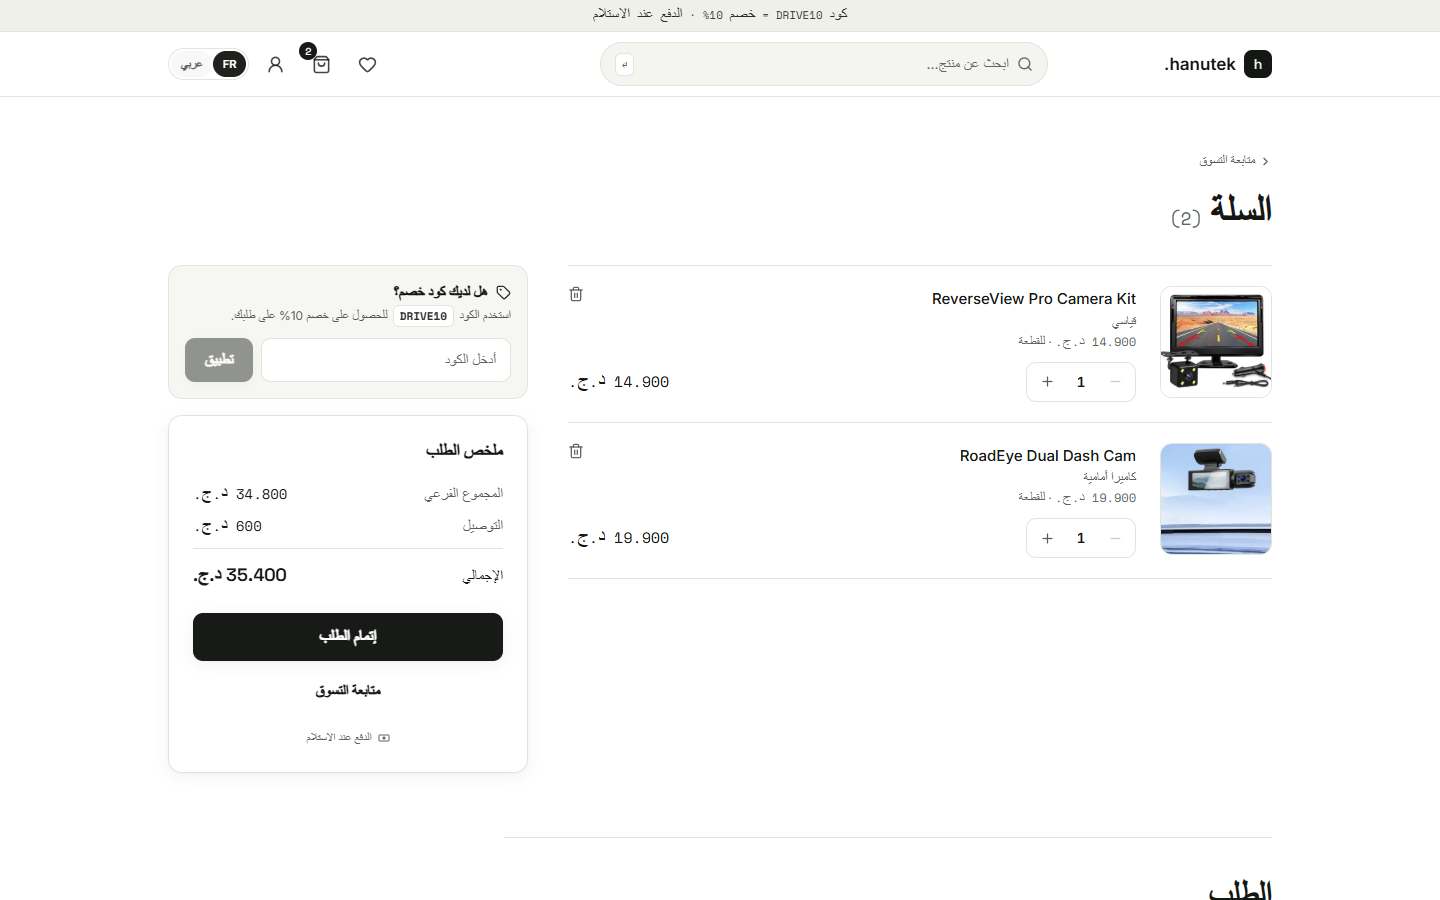 كود DRIVE10 = خصم 10% · الدفع عند الاستلام
h hanutek.
ابحث عن منتج...
2
FR عربي
متابعة التسوق
السلة (2)
ReverseView Pro Camera Kit
قياسي
14.900 د.ج. · للقطعة
1
14.900 د.ج.
RoadEye Dual Dash Cam
كاميرا أمامية
19.900 د.ج. · للقطعة
1
19.900 د.ج.
هل لديك كود خصم؟
استخدم الكود DRIVE10 للحصول على خصم 10% على طلبك.
أدخل الكود
تطبيق
ملخص الطلب
المجموع الفرعي 34.800 د.ج.
التوصيل 600 د.ج.
الإجمالي 35.400 د.ج.
إتمام الطلب
متابعة التسوق
الدفع عند الاستلام
الطلب